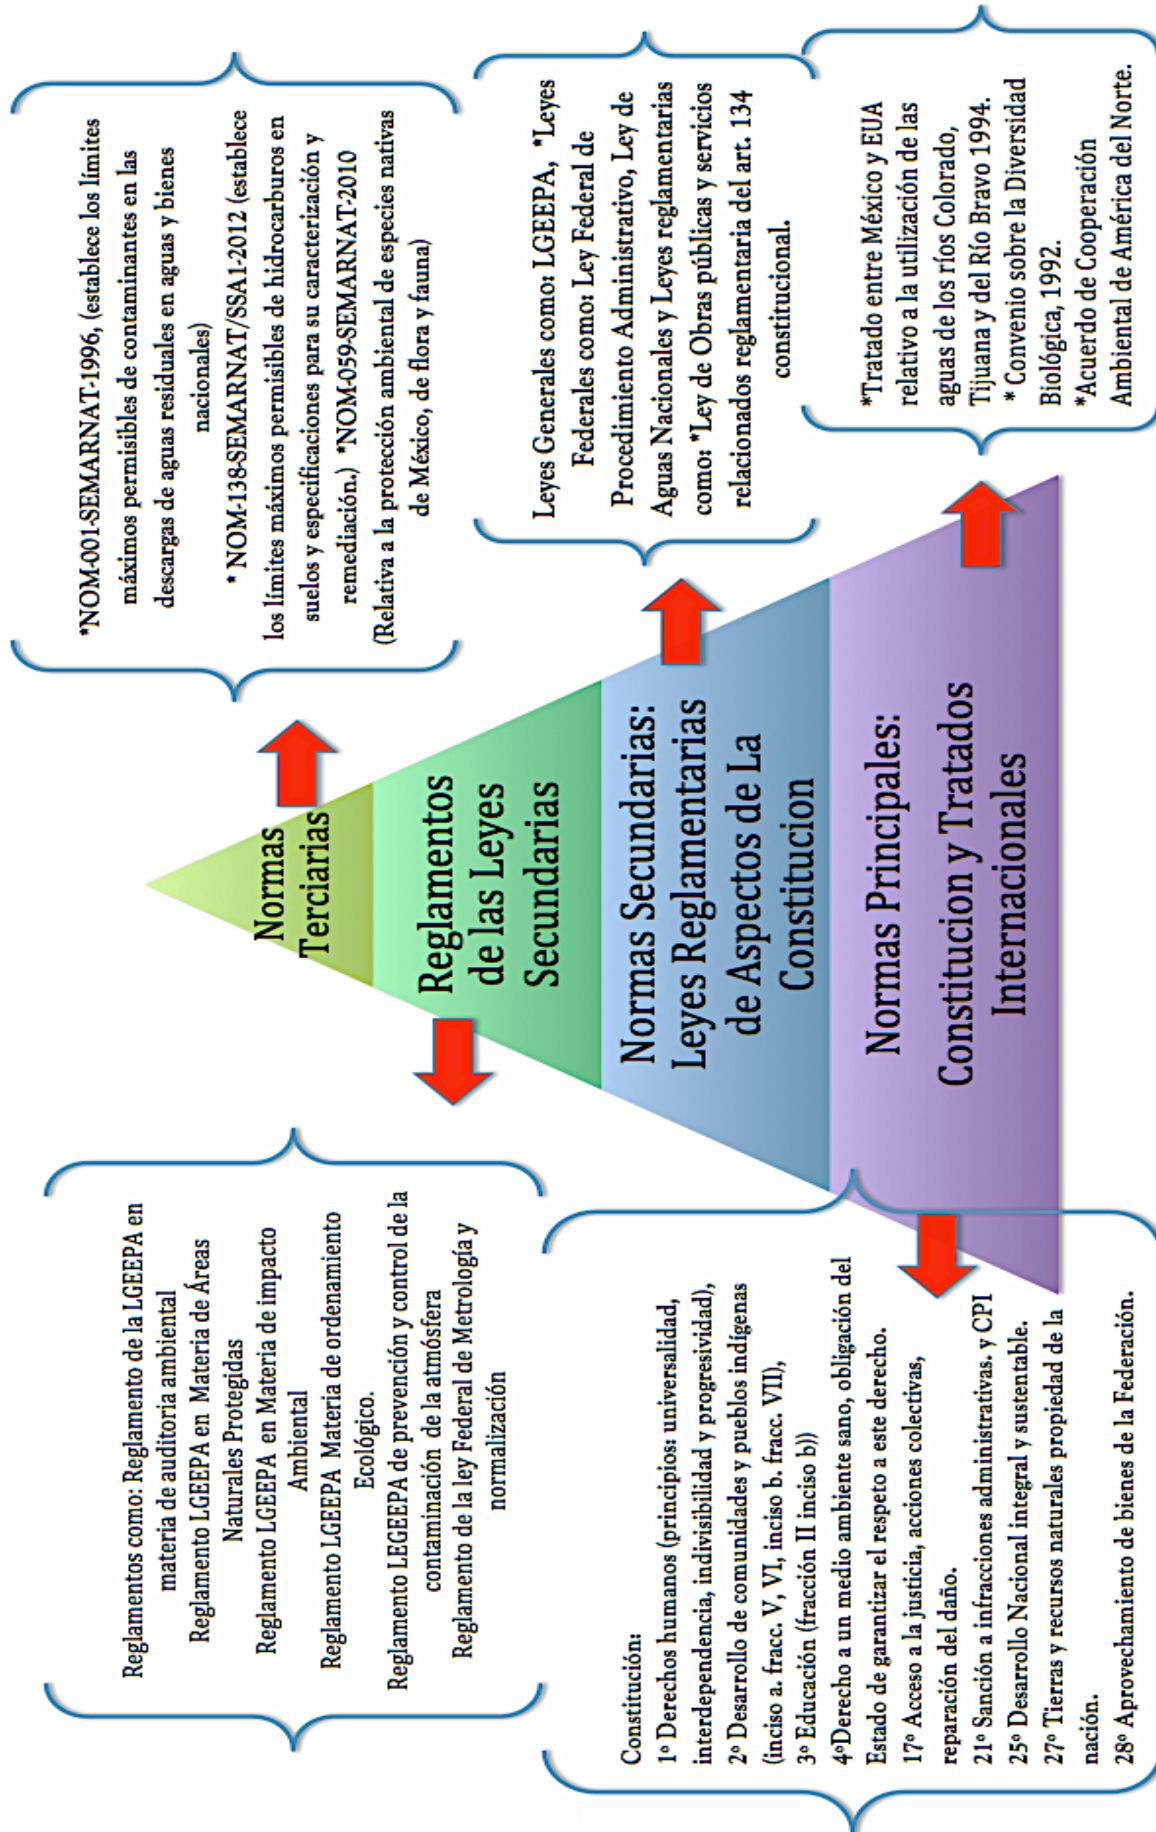 Normas
Terciarias
Reglamentos
de las Leyes
Secundarias
Normas Secundarias:
Leyes Reglamentarias
de Aspectos de La
Constitucion
Normas Principales:
Constitucion y Tratados
Internacionales
*NOM-001-SEMARNAT-1996, (establece los límites
máximos permisibles de contaminantes en las
descargas de aguas residuales en aguas y bienes
nacionales)
* NOM-138-SEMARNAT/SSA1-2012 (establece
los límites máximos permisibles de hidrocarburos en
suelos y especificaciones para su caracterización y
remediación.) *NOM-059-SEMARNAT-2010
(Relativa a la protección ambiental de especies nativas
de México, de flora y fauna)
Reglamentos como: Reglamento de la LGEEPA en
materia de auditoria ambiental
Reglamento LGEEPA en Materia de Áreas
Naturales Protegidas
Reglamento LGEEPA en Materia de impacto
Ambiental
Reglamento LGEEPA Materia de ordenamiento
Ecológico.
Reglamento LEGEEPA de prevención y control de la
contaminación de la atmósfera
Reglamento de la ley Federal de Metrología y
normalización
Leyes Generales como: LGEEPA, *Leyes
Federales como: Ley Federal de
Procedimiento Administrativo, Ley de
Aguas Nacionales y Leyes reglamentarias
como: *Ley de Obras públicas y servicios
relacionados reglamentaria del art. 134
constitucional.
Constitución:
1º Derechos humanos (principios: universalidad,
interdependencia, indivisibilidad y progresividad),
2º Desarrollo de comunidades y pueblos indígenas
(inciso a. fracc. V, VI, inciso b. fracc. VII),
3º Educación (fracción II inciso b))
4ºDerecho a un medio ambiente sano, obligación del
Estado de garantizar el respeto a este derecho.
17º Acceso a la justicia, acciones colectivas,
reparación del daño.
21º Sanción a infracciones administrativas. y CPI
25º Desarrollo Nacional integral y sustentable.
27º Tierras y recursos naturales propiedad de la
nación.
28º Aprovechamiento de bienes de la Federación.
*Tratado entre México y EUA
relativo a la utilización de las
aguas de los ríos Colorado,
Tijuana y del Río Bravo 1994.
* Convenio sobre la Diversidad
Biológica, 1992.
*Acuerdo de Cooperación
Ambiental de América del Norte.